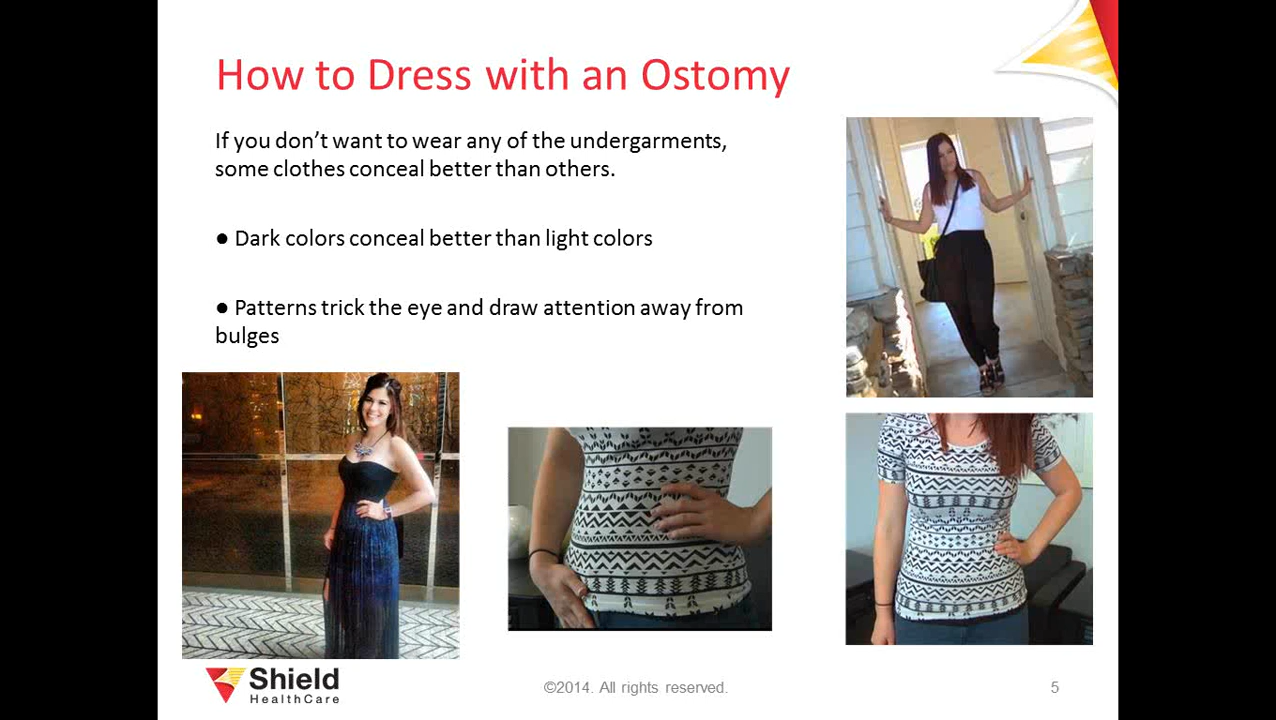 How to Dress with an Ostomy
If you don’t want to wear any of the undergarments,
some clothes conceal better than others.
● Dark colors conceal better than light colors
● Patterns trick the eye and draw attention away from
bulges
Shield
HealthCare
©2014. All rights reserved.
5